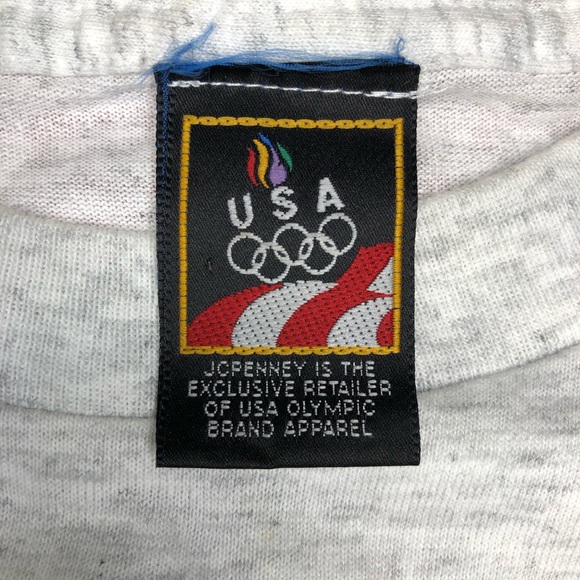 USA
JCPENNEY IS THE
EXCLUSIVE RETAILER
OF USA OLYMPIC
BRAND APPAREL